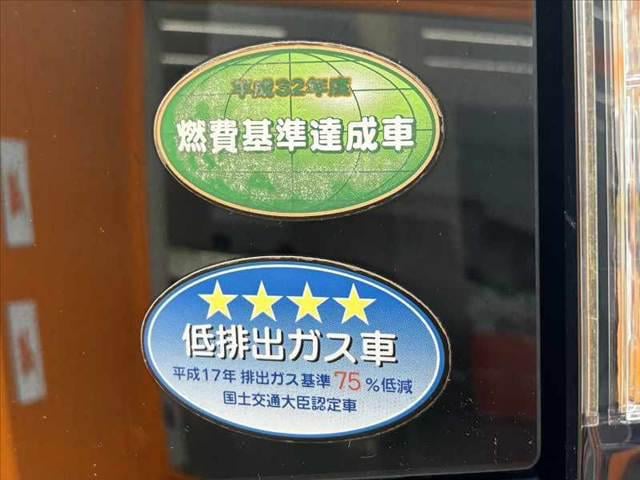 平成32年度
燃費基準達成車
低排出ガス車
平成17年 排出ガス基準 75 %低減
国土交通大臣認定車